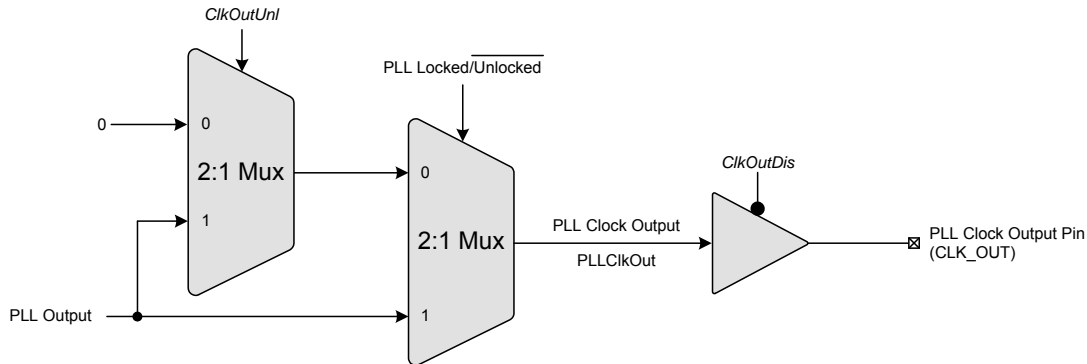 ClkOutUnl
PLL Locked/Unlocked
0
0
2:1 Mux
1
0
2:1 Mux
1
ClkOutDis
PLL Clock Output
PLLClkOut
PLL Clock Output Pin
(CLK_OUT)
PLL Output